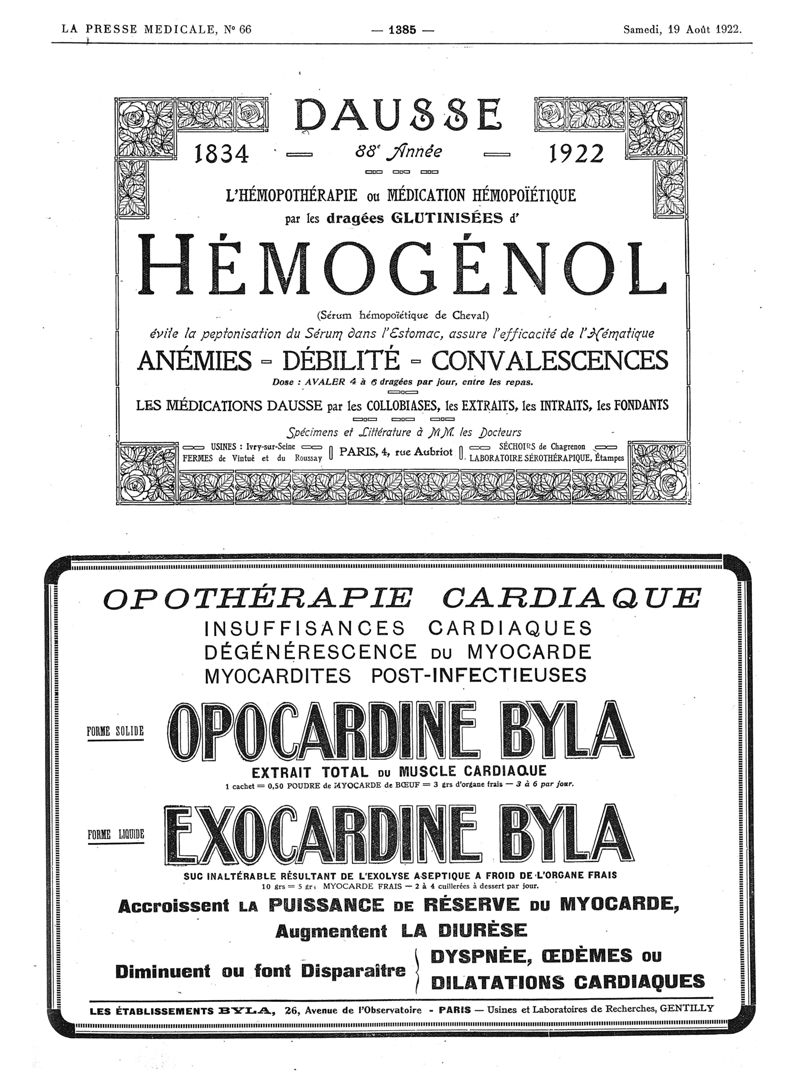 LA PRESSE MEDICALE, N° 66 — 1385 — Samedi, 19 Août 1922.
DAUSSE
1834 — 88e Année — 1922
L'HÉMOPOTHÉRAPIE ou MÉDICATION HÉMOPOÏÉTIQUE
par les dragées GLUTINISÉES d'
HÉMOGÉNOL
(Sérum hémopoïétique de Cheval)
évite la peptonisation du Sérum dans l'Estomac, assure l'efficacité de l'Hématique
ANÉMIES - DÉBILITÉ - CONVALESCENCES
Dose : AVALER 4 à 6 dragées par jour, entre les repas.
LES MÉDICATIONS DAUSSE par les COLLOBIASES, les EXTRAITS, les INTRAITS, les FONDANTS
Spécimens et Littérature à MM. les Docteurs
USINES : Ivry-sur-Seine
FERMES de Vintué et du Roussay
PARIS, 4, rue Aubriot
SÉCHOIRS de Chagrenon
LABORATOIRE SÉROTHÉRAPIQUE, Étampes
OPOTHÉRAPIE CARDIAQUE
INSUFFISANCES CARDIAQUES
DÉGÉNÉRESCENCE DU MYOCARDE
MYOCARDITES POST-INFECTIEUSES
FORME SOLIDE
OPOCARDINE BYLA
EXTRAIT TOTAL DU MUSCLE CARDIAQUE
1 cachet = 0,50 POUDRE de MYOCARDE de BŒUF = 3 grs d'organe frais — 3 à 6 par jour.
FORME LIQUIDE
EXOCARDINE BYLA
SUC INALTÉRABLE RÉSULTANT DE L'EXOLYSE ASEPTIQUE A FROID DE L'ORGANE FRAIS
10 grs = 5 grs MYOCARDE FRAIS — 2 à 4 cuillerées à dessert par jour.
Accroissent LA PUISSANCE DE RÉSERVE DU MYOCARDE,
Augmentent LA DIURÈSE
Diminuent ou font Disparaître
DYSPNÉE, ŒDÈMES OU
DILATATIONS CARDIAQUES
LES ÉTABLISSEMENTS BYLA, 26, Avenue de l'Observatoire - PARIS — Usines et Laboratoires de Recherches, GENTILLY